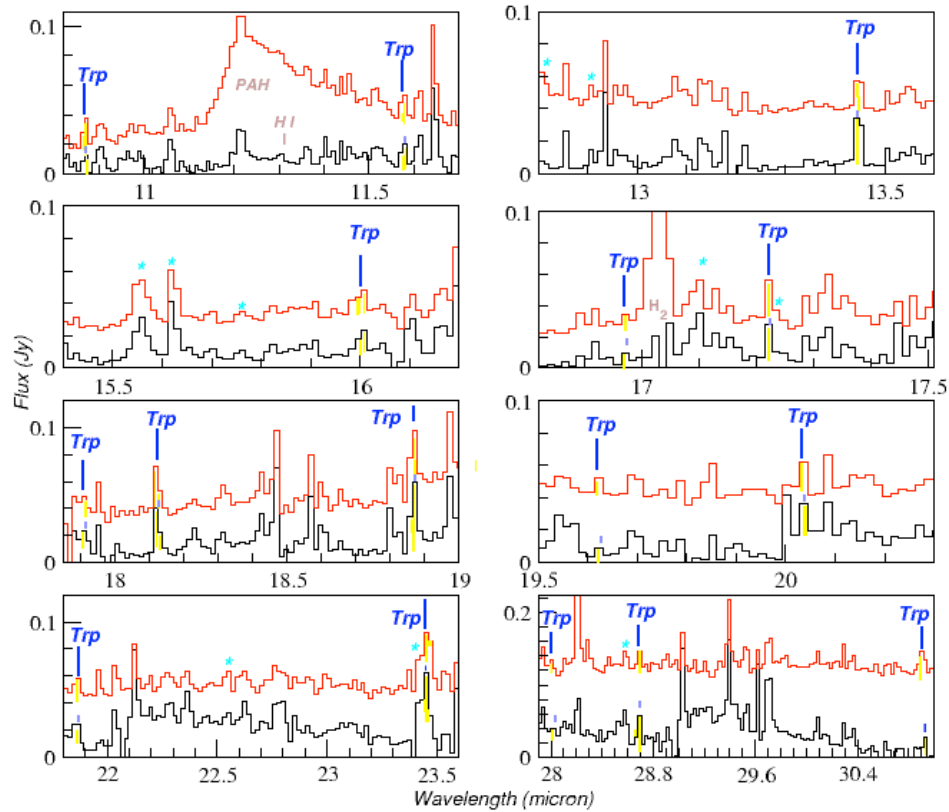 0.1
Trp
Trp
PAH
H I
0
11
11.5
0.1
*
*
Trp
0
13
13.5
0.1
*
*
*
Trp
0
15.5
16
0.1
Trp
H2
*
Trp
*
0
17
17.5
0.1
Trp
Trp
Trp
0
18
18.5
19
0.1
Trp
Trp
0
19.5
20
0.1
Trp
*
*
Trp
0
22
22.5
23
23.5
0.2
Trp
*
Trp
Trp
0
28
28.8
29.6
30.4
Flux (Jy)
Wavelength (micron)